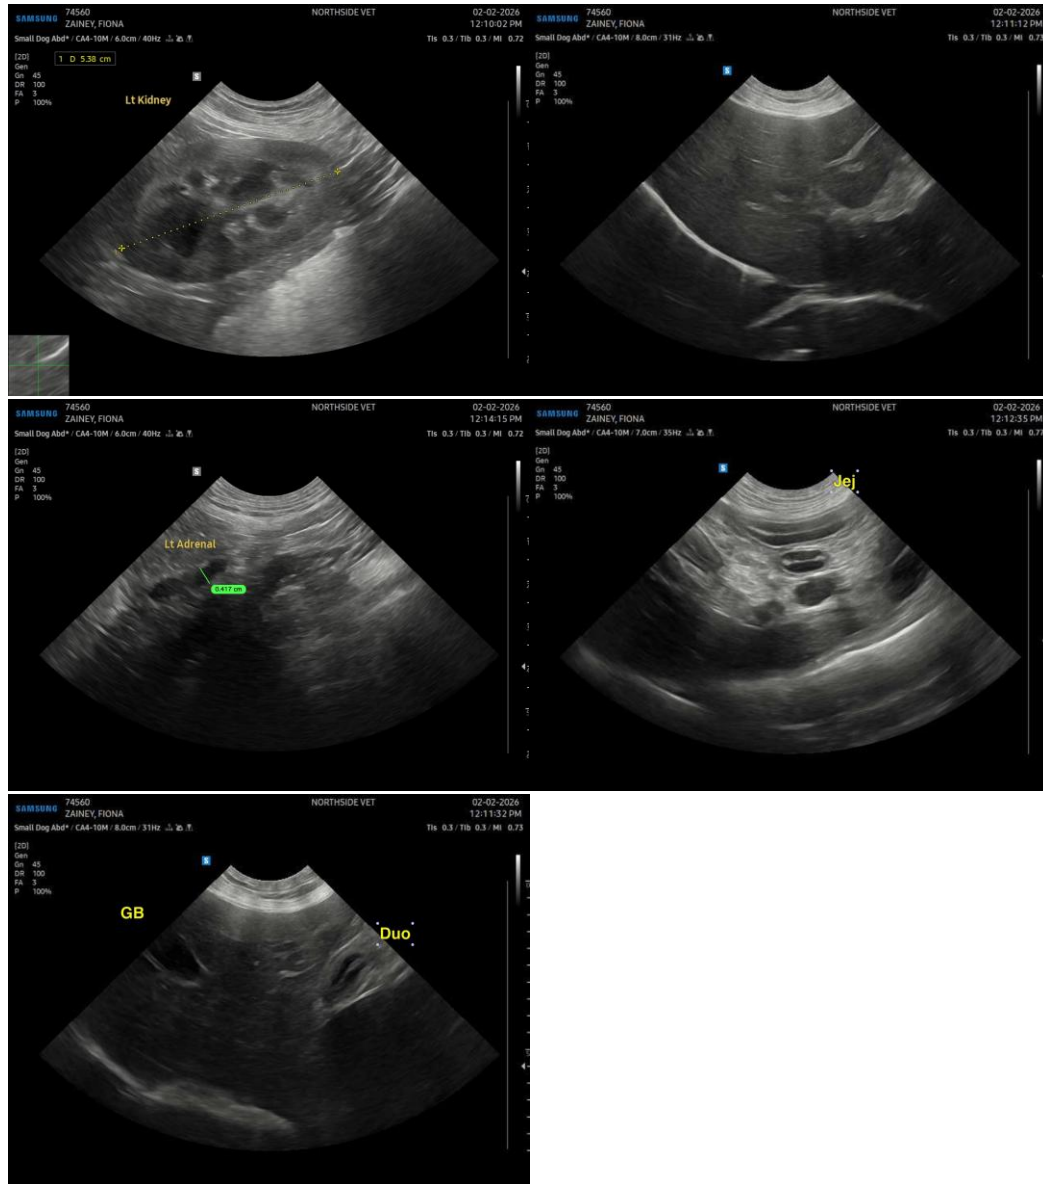 SAMSUNG
74560
ZAINEY, FIONA
NORTHSIDE VET
02-02-2026
12:10:02 PM
Small Dog Abd* / CA4-10M / 6.0cm / 40Hz
TIs 0.3 / TIb 0.3 / MI 0.72
[2D]
Gen
Gn 45
DR 100
FA 3
P 100%
1 D 5.38 cm
S
Lt Kidney
SAMSUNG
74560
ZAINEY, FIONA
NORTHSIDE VET
02-02-2026
12:11:12 PM
Small Dog Abd* / CA4-10M / 8.0cm / 31Hz
TIs 0.3 / TIb 0.3 / MI 0.73
[2D]
Gen
Gn 45
DR 100
FA 3
P 100%
S
SAMSUNG
74560
ZAINEY, FIONA
NORTHSIDE VET
02-02-2026
12:14:15 PM
Small Dog Abd* / CA4-10M / 6.0cm / 40Hz
TIs 0.3 / TIb 0.3 / MI 0.72
[2D]
Gen
Gn 45
DR 100
FA 3
P 100%
S
Lt Adrenal
0.417 cm
SAMSUNG
74560
ZAINEY, FIONA
NORTHSIDE VET
02-02-2026
12:12:35 PM
Small Dog Abd* / CA4-10M / 7.0cm / 35Hz
TIs 0.3 / TIb 0.3 / MI 0.77
[2D]
Gen
Gn 45
DR 100
FA 3
P 100%
S
Jej
SAMSUNG
74560
ZAINEY, FIONA
NORTHSIDE VET
02-02-2026
12:11:32 PM
Small Dog Abd* / CA4-10M / 8.0cm / 31Hz
TIs 0.3 / TIb 0.3 / MI 0.73
[2D]
Gen
Gn 45
DR 100
FA 3
P 100%
S
GB
Duo